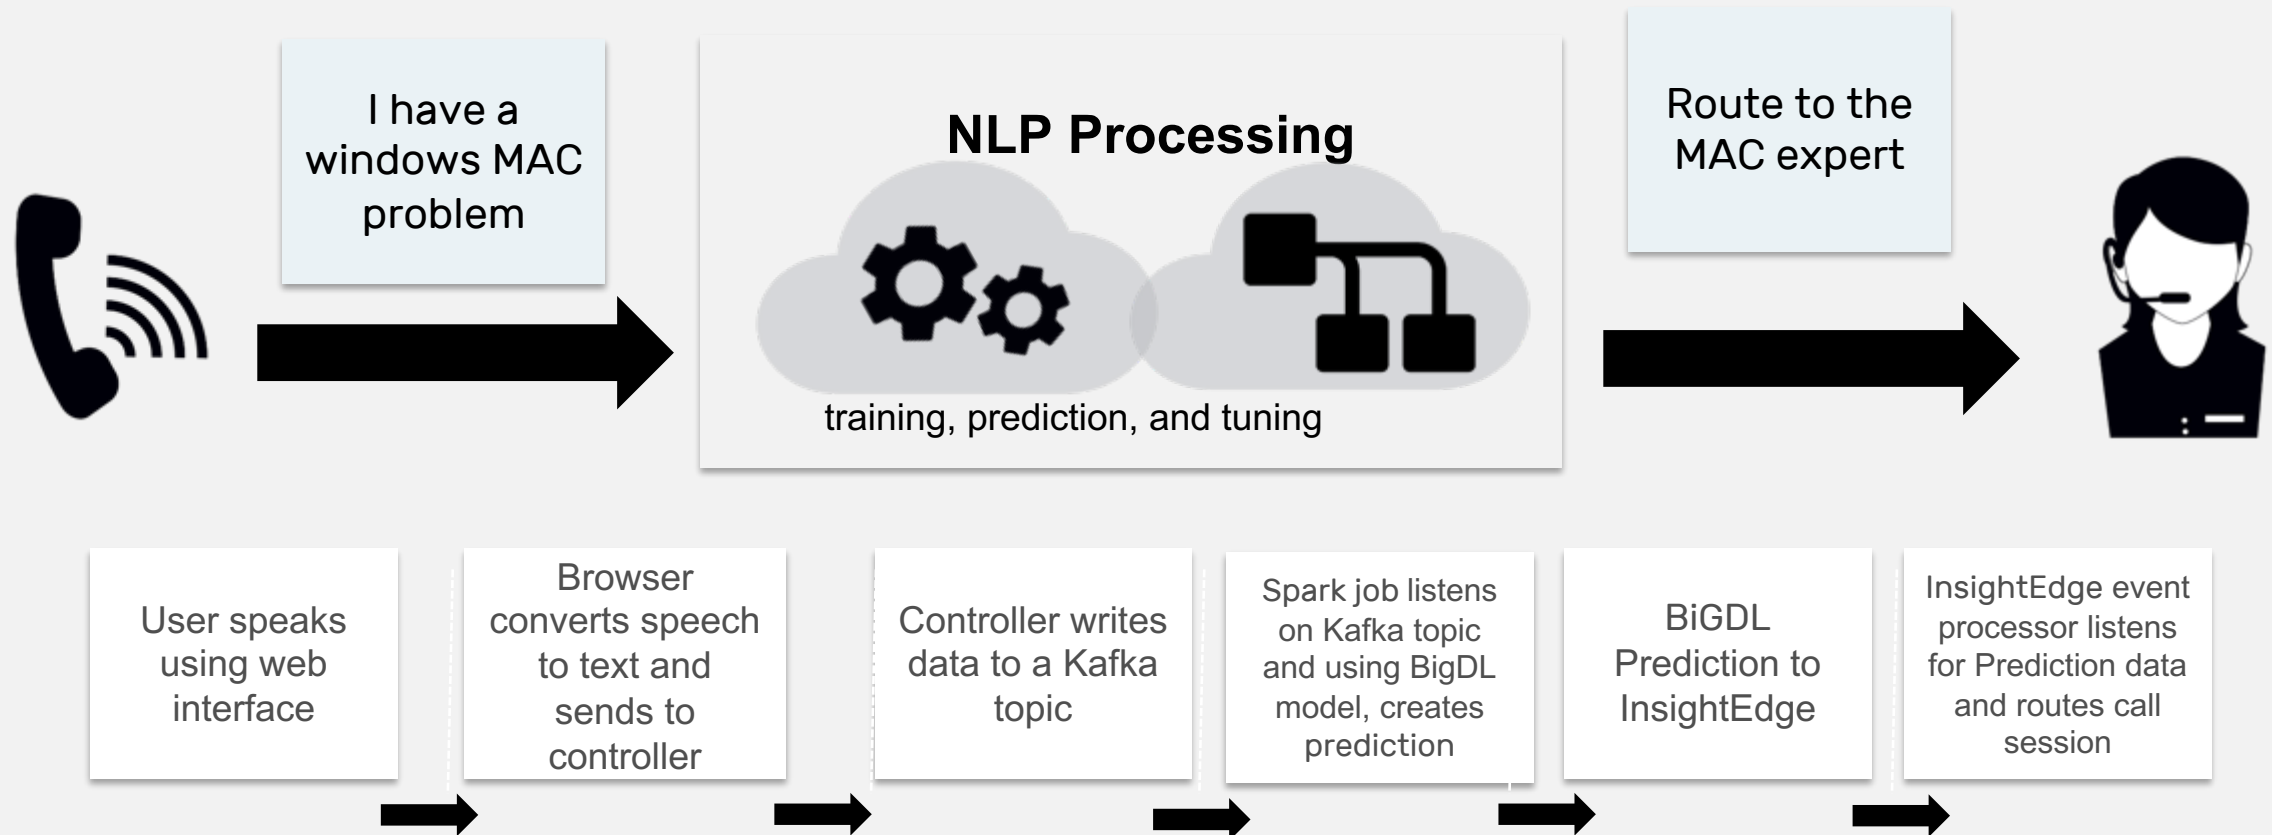 I have a
windows MAC
problem
NLP Processing
training, prediction, and tuning
Route to the
MAC expert
User speaks
using web
interface
Browser
converts speech
to text and
sends to
controller
Controller writes
data to a Kafka
topic
Spark job listens
on Kafka topic
and using BigDL
model, creates
prediction
BiGDL
Prediction to
InsightEdge
InsightEdge event
processor listens
for Prediction data
and routes call
session